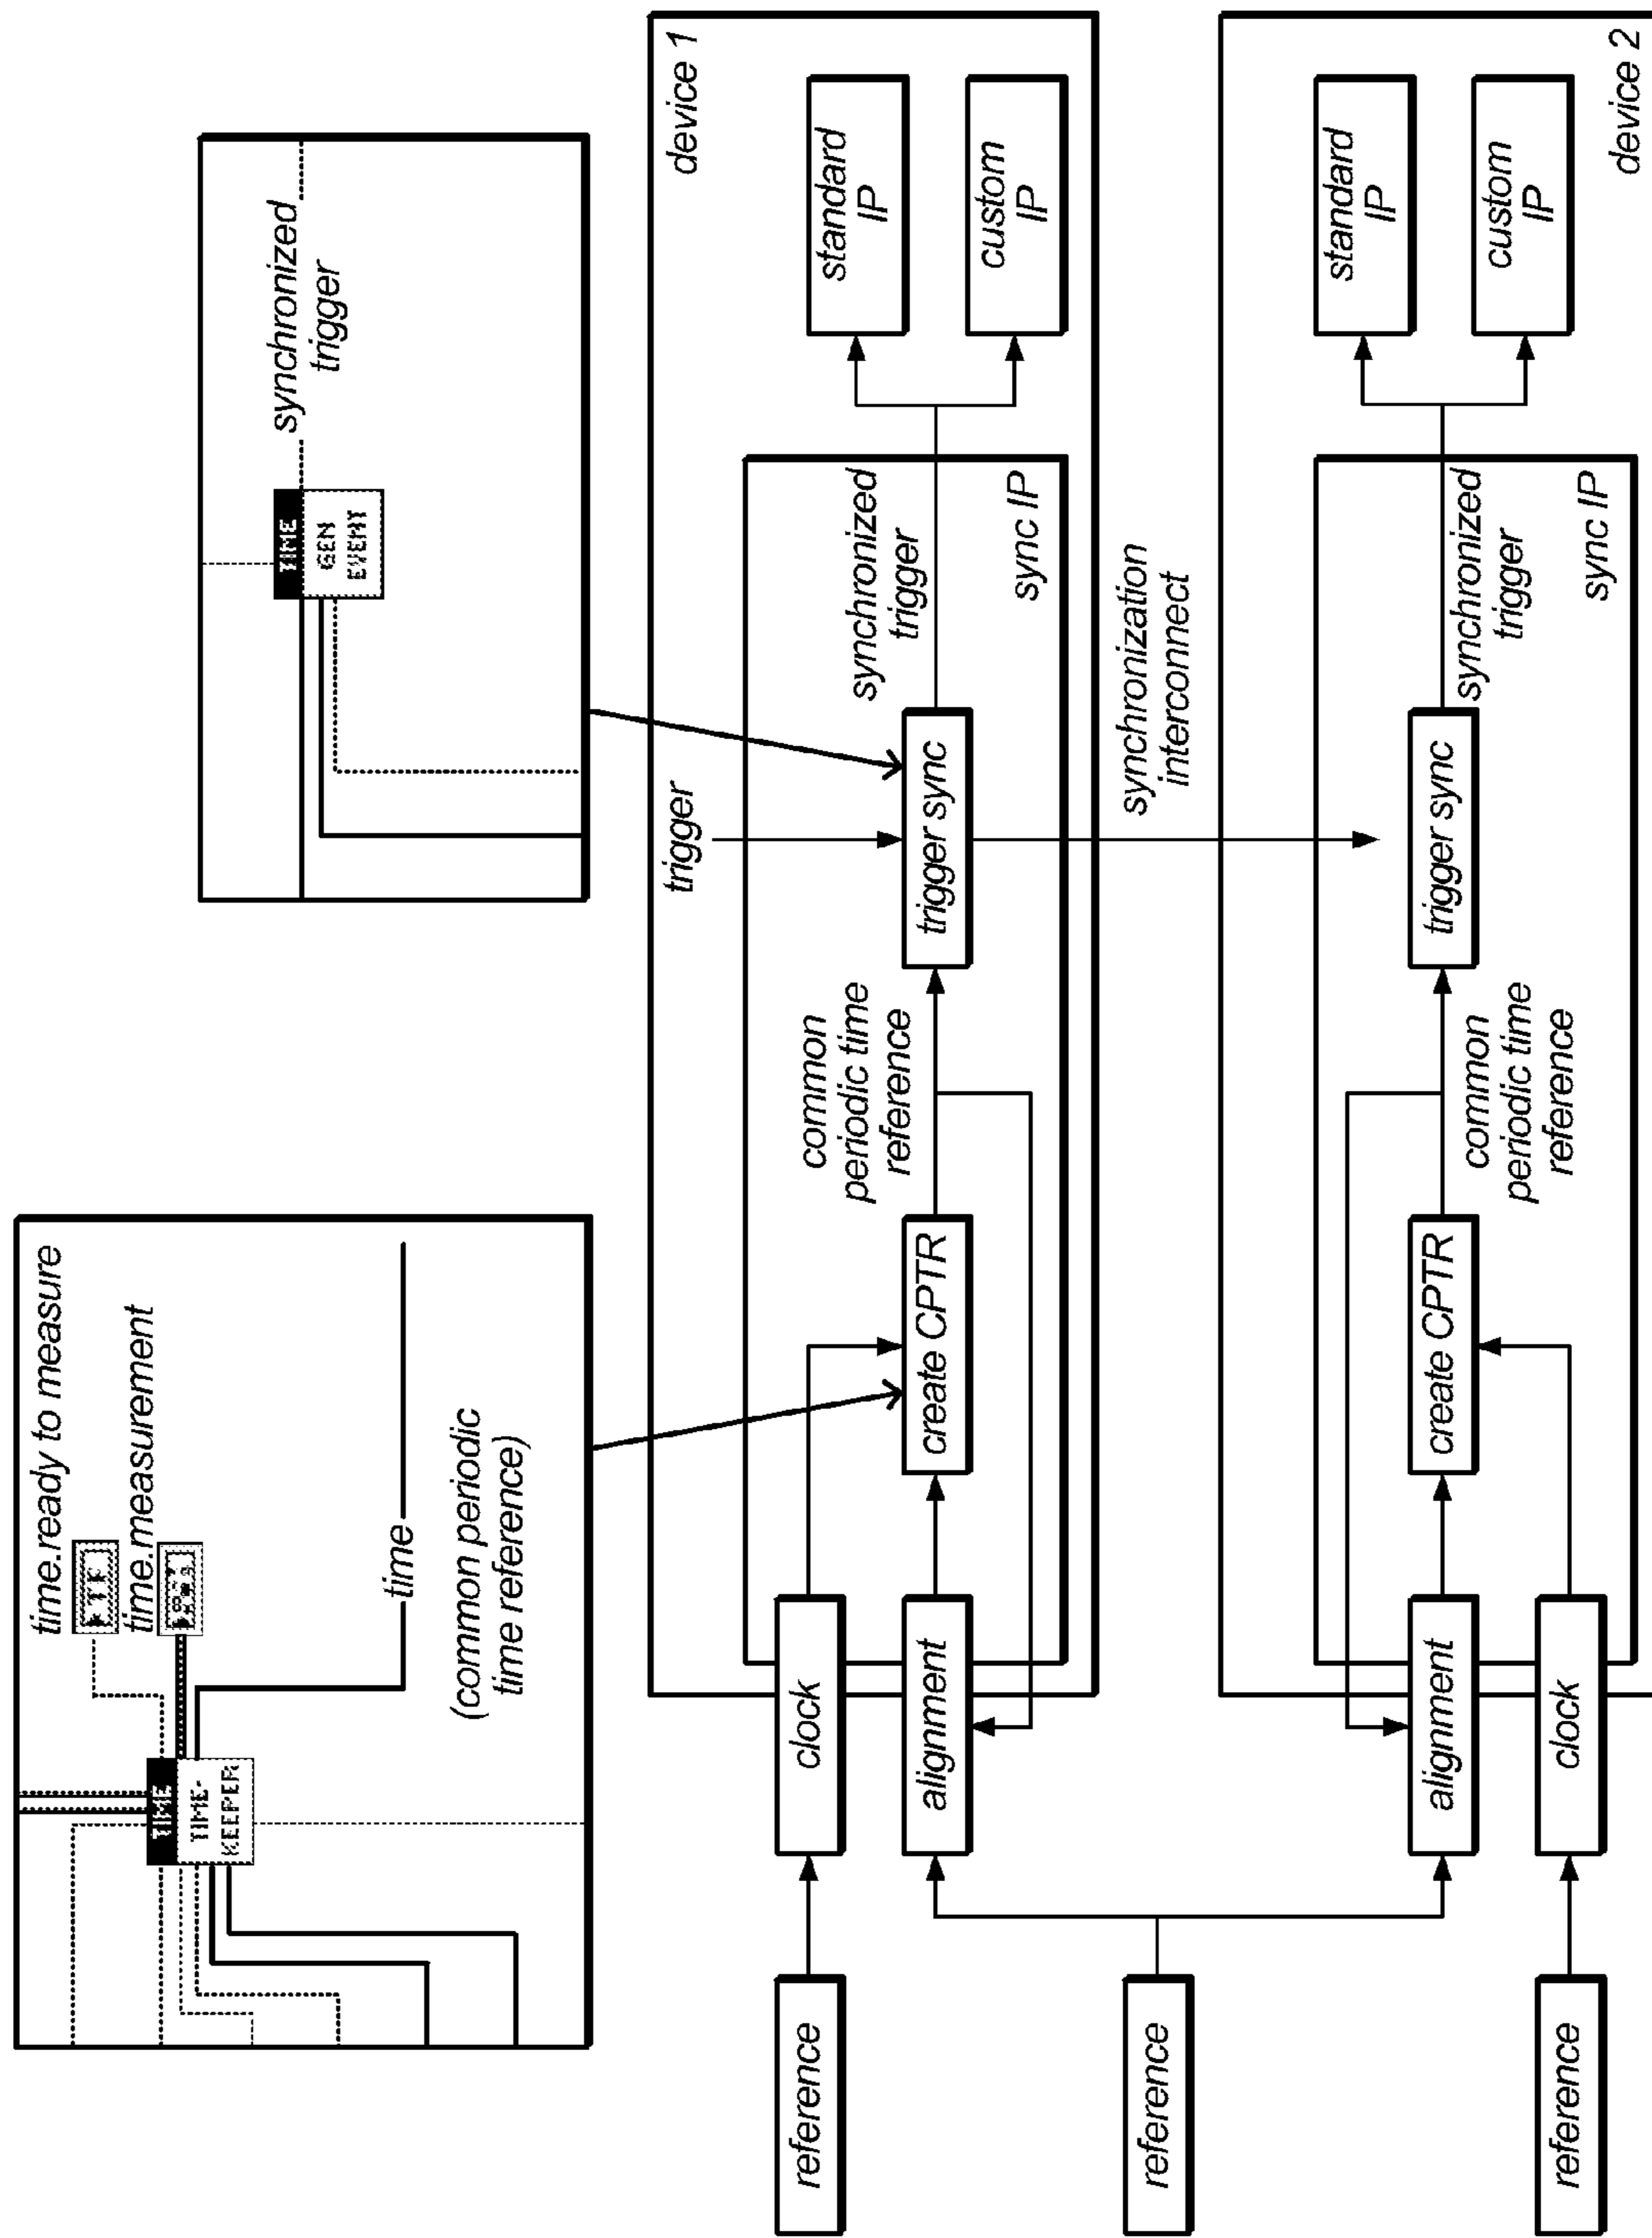 time.ready to measure
time.measurement
TIME
TIME-
KEEPER
time
(common periodic
time reference)
TIME
GEN
EVENT
synchronized
trigger
device 1
reference
clock
alignment
create CPTR
common
periodic time
reference
trigger
trigger sync
synchronized
trigger
sync IP
standard
IP
custom
IP
reference
synchronization
interconnect
device 2
alignment
reference
clock
create CPTR
common
periodic time
reference
trigger sync
synchronized
trigger
sync IP
standard
IP
custom
IP